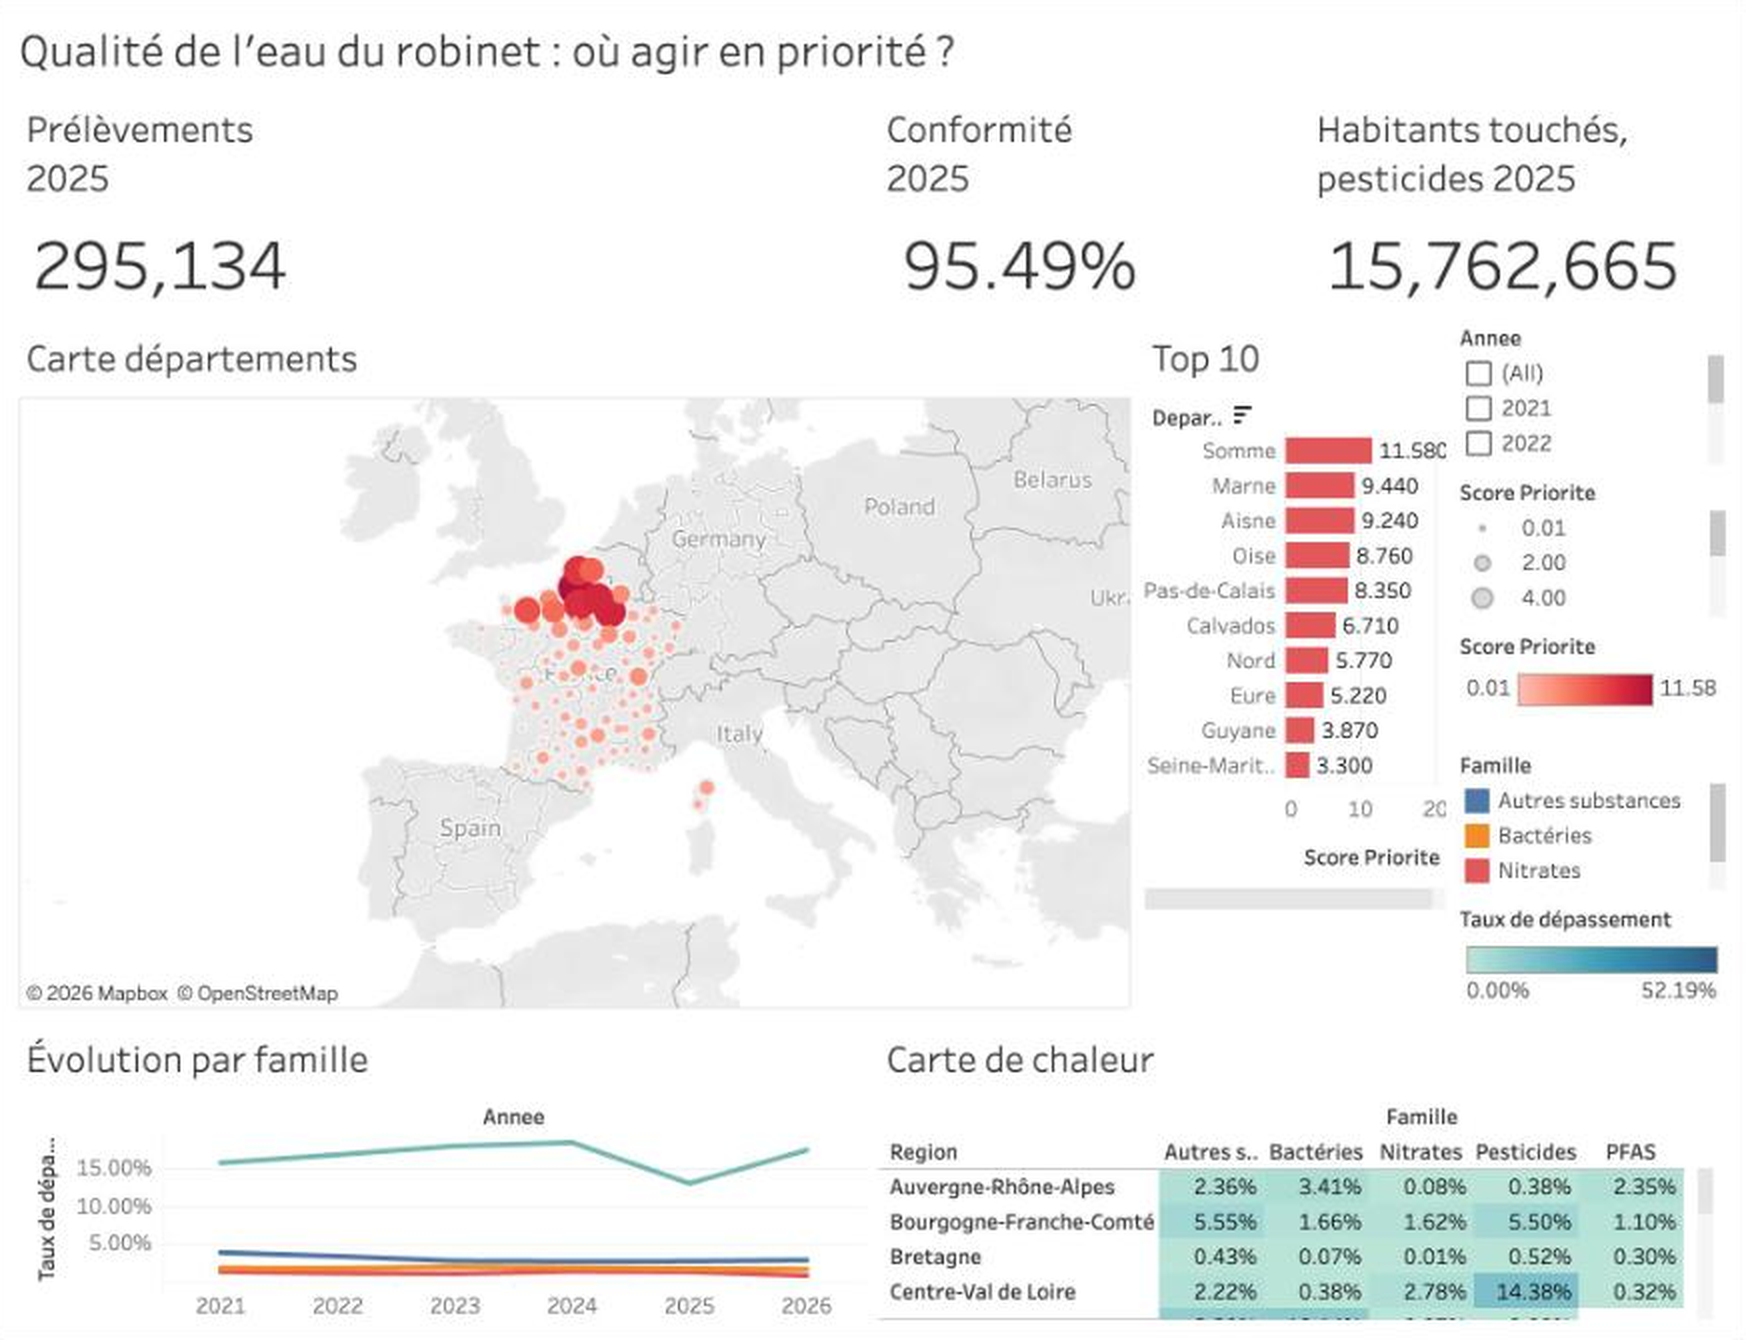 Qualité de l'eau du robinet : où agir en priorité ?
Prélèvements
2025
295,134
Conformité
2025
95.49%
Habitants touchés,
pesticides 2025
15,762,665
Carte départements
Belarus
Poland
Germany
Ukr
Italy
Spain
© 2026 Mapbox © OpenStreetMap
Top 10
Depar..
Somme 11.580
Marne 9.440
Aisne 9.240
Oise 8.760
Pas-de-Calais 8.350
Calvados 6.710
Nord 5.770
Eure 5.220
Guyane 3.870
Seine-Marit.. 3.300
0 10 20
Score Priorite
Annee
(All)
2021
2022
Score Priorite
0.01
2.00
4.00
Score Priorite
0.01 11.58
Famille
Autres substances
Bactéries
Nitrates
Taux de dépassement
0.00% 52.19%
Évolution par famille
Annee
Taux de dépa...
15.00%
10.00%
5.00%
2021 2022 2023 2024 2025 2026
Carte de chaleur
Famille
Region Autres s.. Bactéries Nitrates Pesticides PFAS
Auvergne-Rhône-Alpes 2.36% 3.41% 0.08% 0.38% 2.35%
Bourgogne-Franche-Comté 5.55% 1.66% 1.62% 5.50% 1.10%
Bretagne 0.43% 0.07% 0.01% 0.52% 0.30%
Centre-Val de Loire 2.22% 0.38% 2.78% 14.38% 0.32%